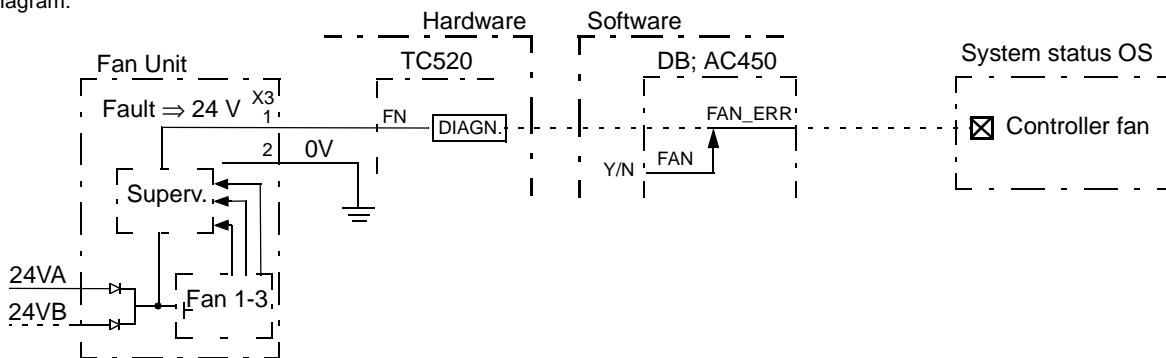 diagram:
Hardware
Software
Fan Unit
TC520
DB; AC450
System status OS
Fault ⇒ 24 V
X3
1
FN
DIAGN.
FAN_ERR
Controller fan
2
0V
Y/N
FAN
Superv.
24VA
24VB
Fan 1-3